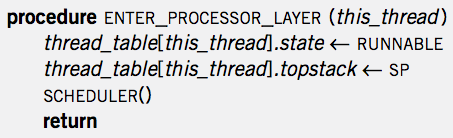 procedure ENTER_PROCESSOR_LAYER (this_thread)
thread_table[this_thread].state ← RUNNABLE
thread_table[this_thread].topstack ← SP
SCHEDULER()
return